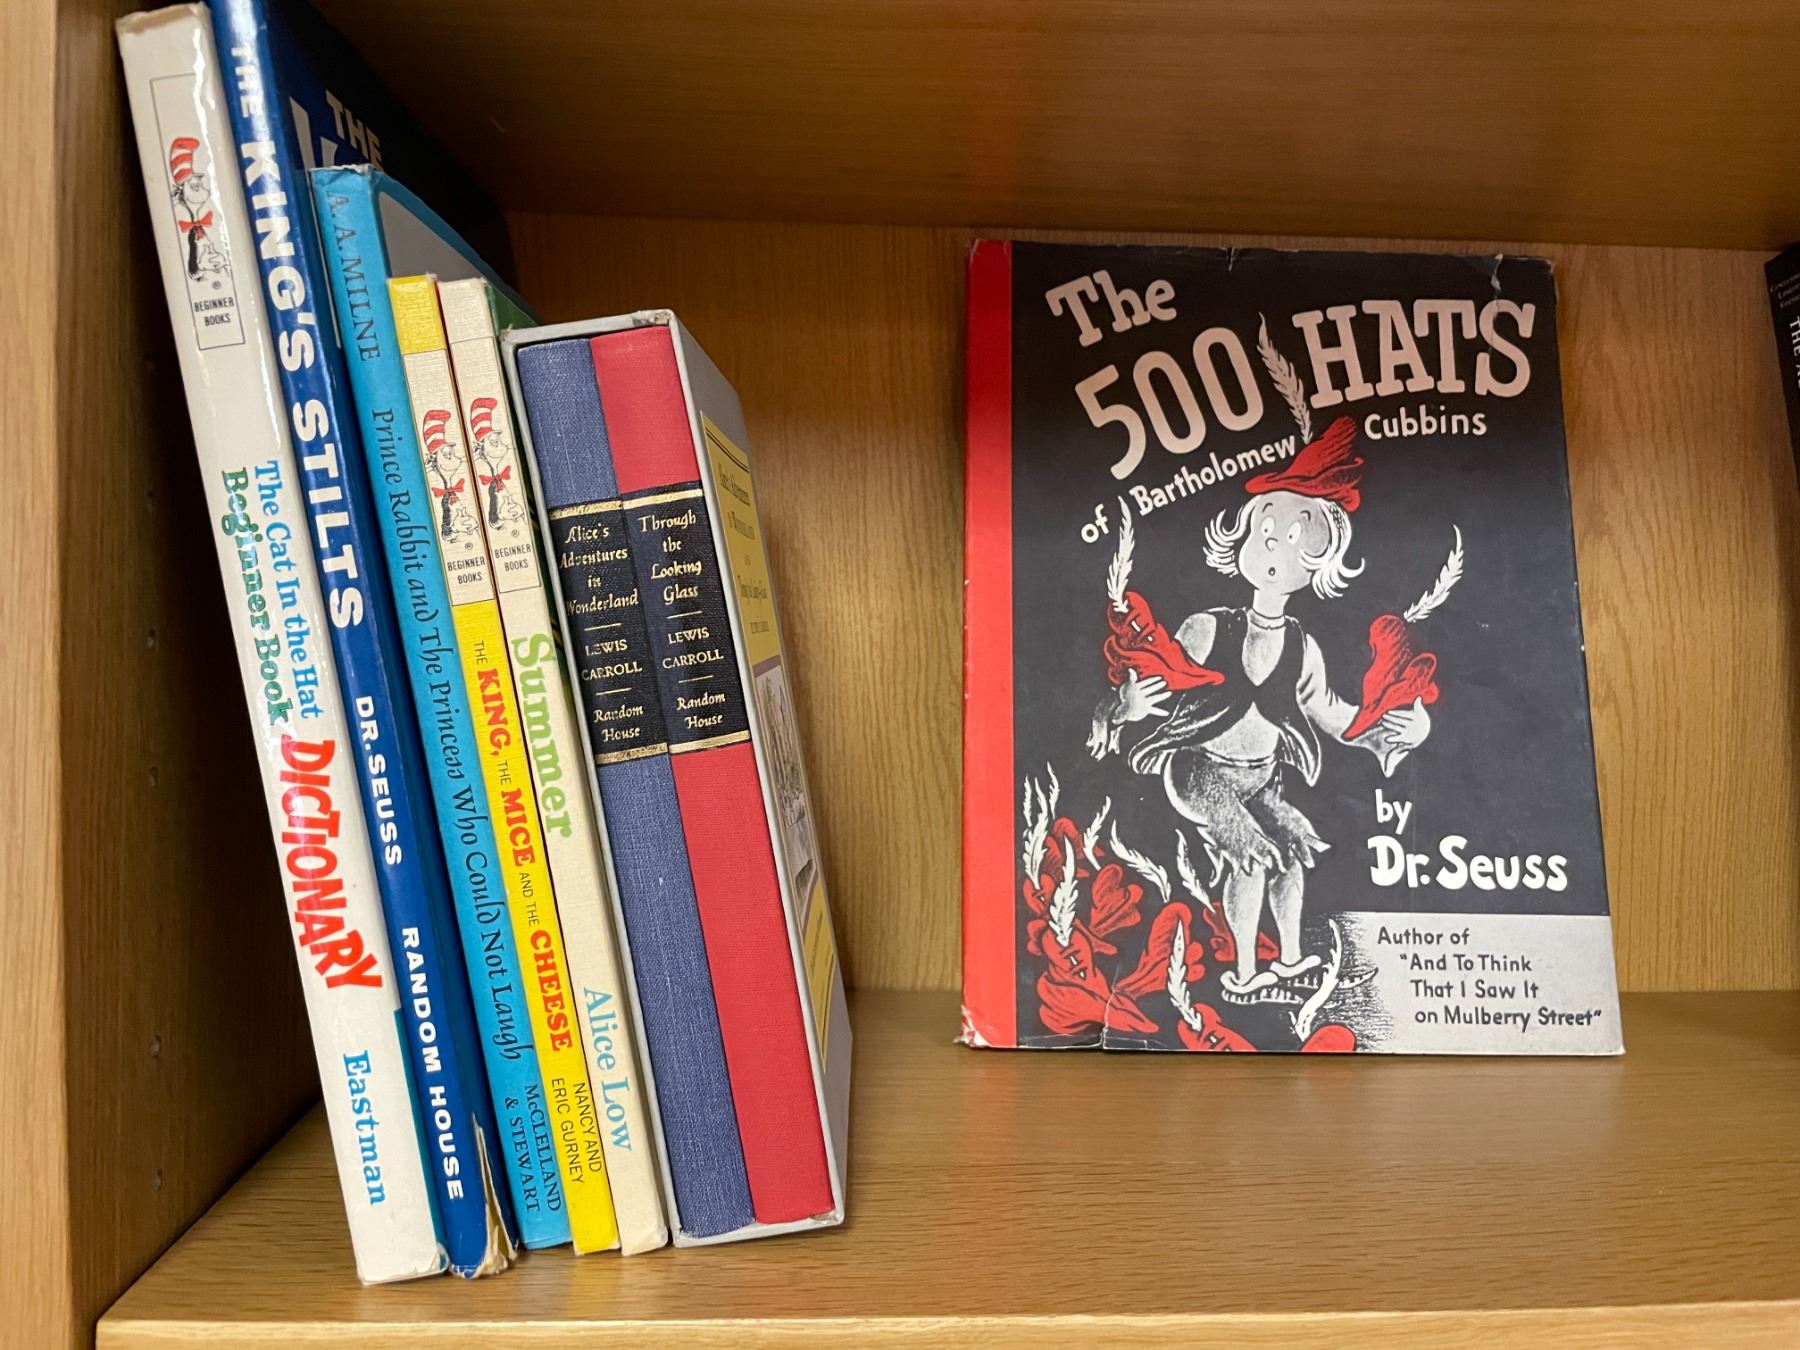 BEGINNER
BOOKS
The Cat In the Hat
Beginner Book
DICTIONARY
Eastman
THE KING'S STILTS
DR. SEUSS
RANDOM HOUSE
THE
A. A. MILNE
Prince Rabbit and The Princess Who Could Not Laugh
McCLELLAND
& STEWART
BEGINNER
BOOKS
THE KING, THE MICE AND THE CHEESE
NANCY AND
ERIC GURNEY
BEGINNER
BOOKS
Summer
Alice Low
Alice's
Adventures
in
Wonderland
LEWIS
CARROLL
Random
House
Through
the
Looking
Glass
LEWIS
CARROLL
Random
House
The
500 HATS
of Bartholomew Cubbins
by
Dr. Seuss
Author of
"And To Think
That I Saw It
on Mulberry Street"
THE